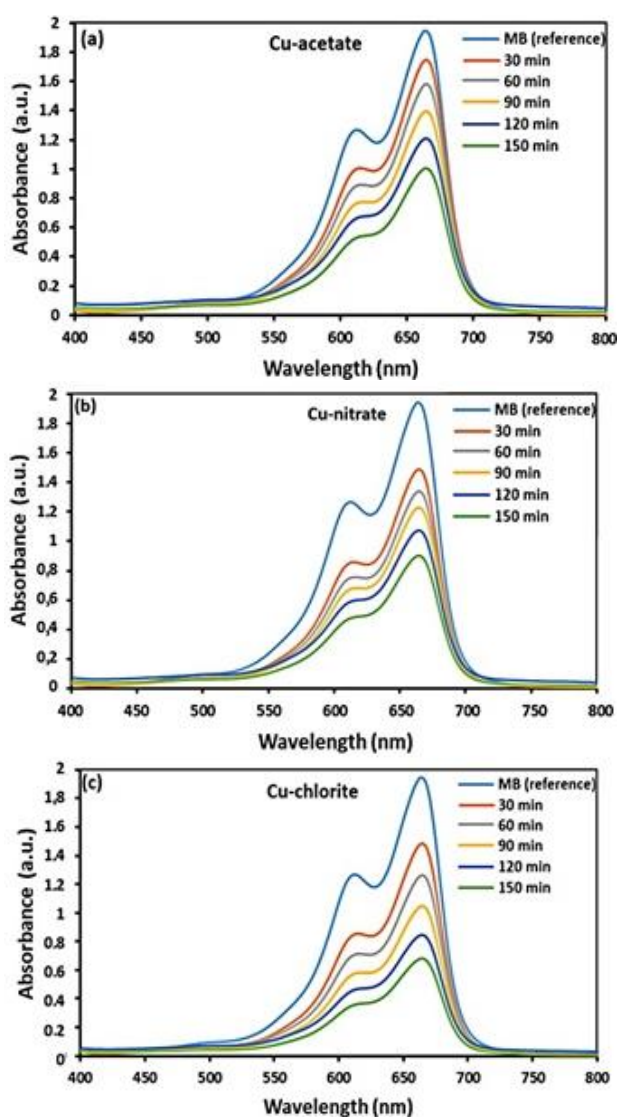 (a)
Cu-acetate
MB (reference)
30 min
60 min
90 min
120 min
150 min
Absorbance (a.u.)
2
1.8
1.6
1.4
1.2
1
0.8
0.6
0.4
0.2
0
400 450 500 550 600 650 700 750 800
Wavelength (nm)
(b)
Cu-nitrate
MB (reference)
30 min
60 min
90 min
120 min
150 min
Absorbance (a.u.)
2
1.8
1.6
1.4
1.2
1
0,8
0,6
0,4
0,2
0
400 450 500 550 600 650 700 750 800
Wavelength (nm)
(c)
Cu-chlorite
MB (reference)
30 min
60 min
90 min
120 min
150 min
Absorbance (a.u.)
2
1.8
1.6
1.4
1.2
1
0.8
0.6
0.4
0.2
0
400 450 500 550 600 650 700 750 800
Wavelength (nm)